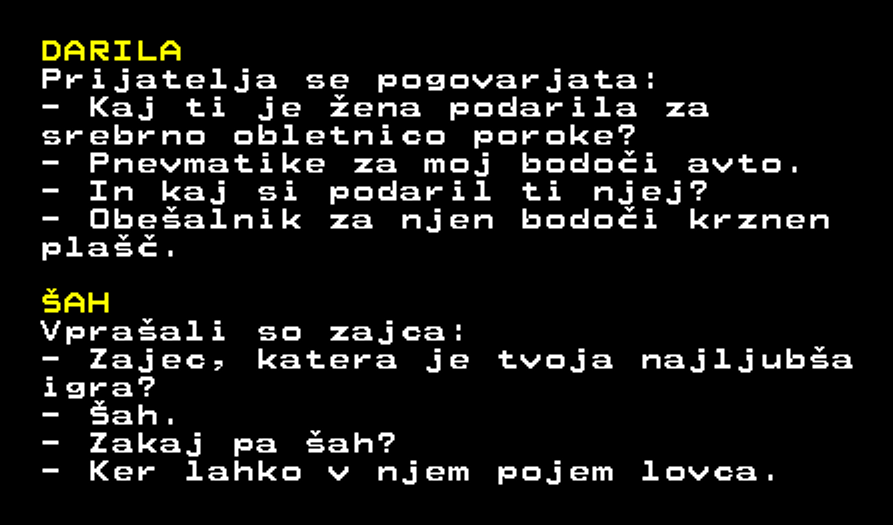 DARILA
Prijatelja se pogovarjata:
- Kaj ti je žena podarila za
srebrno obletnico poroke?
- Pnevmatike za moj bodoči avto.
- In kaj si podaril ti njej?
- Obešalnik za njen bodoči krznen
plašč.
ŠAH
Vprašali so zajca:
- Zajec, katera je tvoja najljubša
igra?
- Šah.
- Zakaj pa šah?
- Ker lahko v njem pojem lovca.